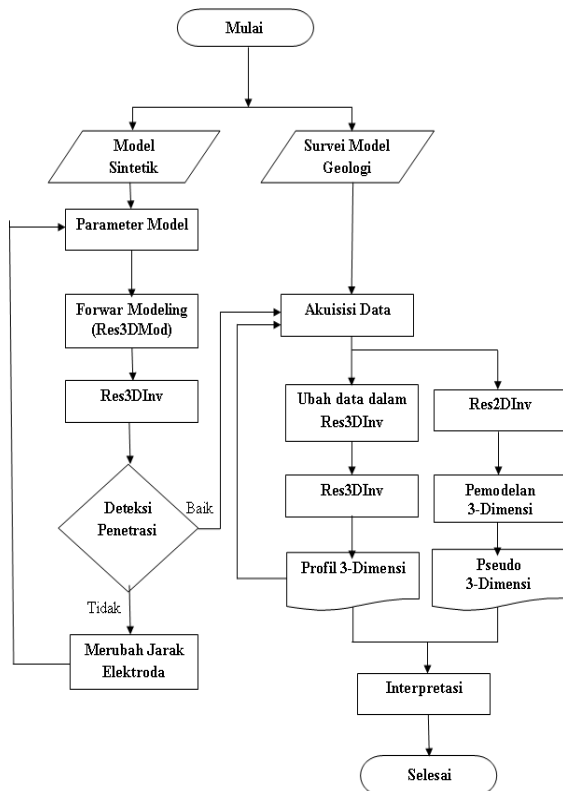 Mulai
Model
Sintetik
Survei Model
Geologi
Parameter Model
Forwar Modeling
(Res3DMod)
Akuisisi Data
Res3DInv
Ubah data dalam
Res3DInv
Res2DInv
Deteksi
Penetrasi
Baik
Res3DInv
Pemodelan
3-Dimensi
Profil 3-Dimensi
Pseudo
3-Dimensi
Tidak
Merubah Jarak
Elektroda
Interpretasi
Selesai